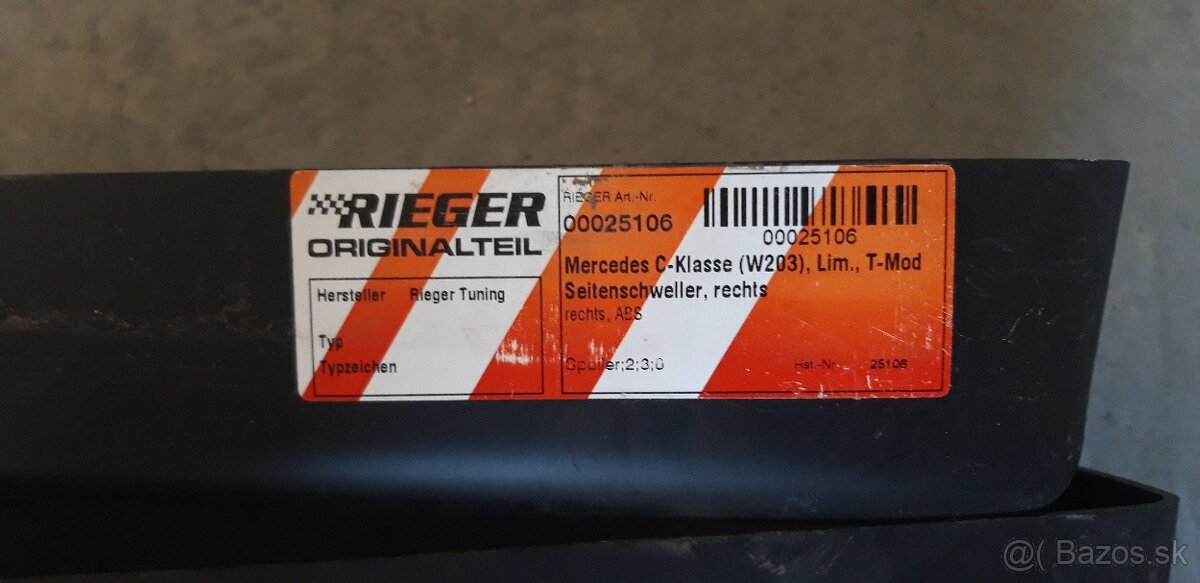 RIEGER
ORIGINALTEIL
Hersteller Rieger Tuning
Typ
Typzeichen
RIEGER Art.-Nr.
00025106
00025106
Mercedes C-Klasse (W203), Lim., T-Mod
Seitenschweller, rechts
rechts, ABS
Spoiler;2;3;0
Hst.-Nr. 25106
@( Bazos.sk